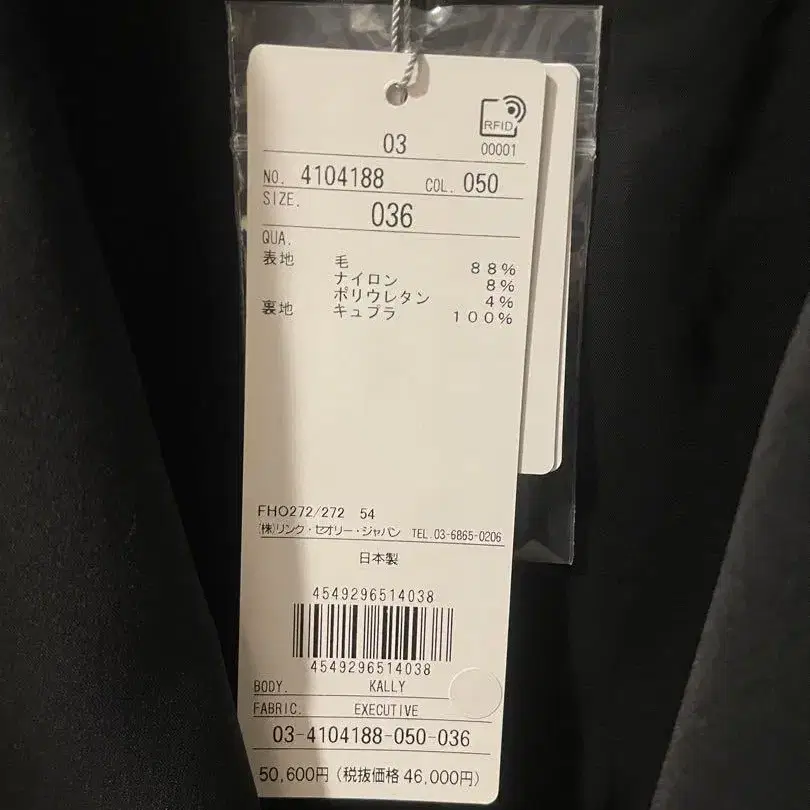 RFID
03
00001
NO. 4104188 COL. 050
SIZE.
036
QUA.
表地 毛 88%
ナイロン 8%
ポリウレタン 4%
裏地 キュプラ 100%
FHO272/272 54
(株)リンク・セオリー・ジャパン TEL.03-6865-0206
日本製
4549296514038
4549296514038
BODY. KALLY
FABRIC. EXECUTIVE
03-4104188-050-036
50,600円(税抜価格46,000円)